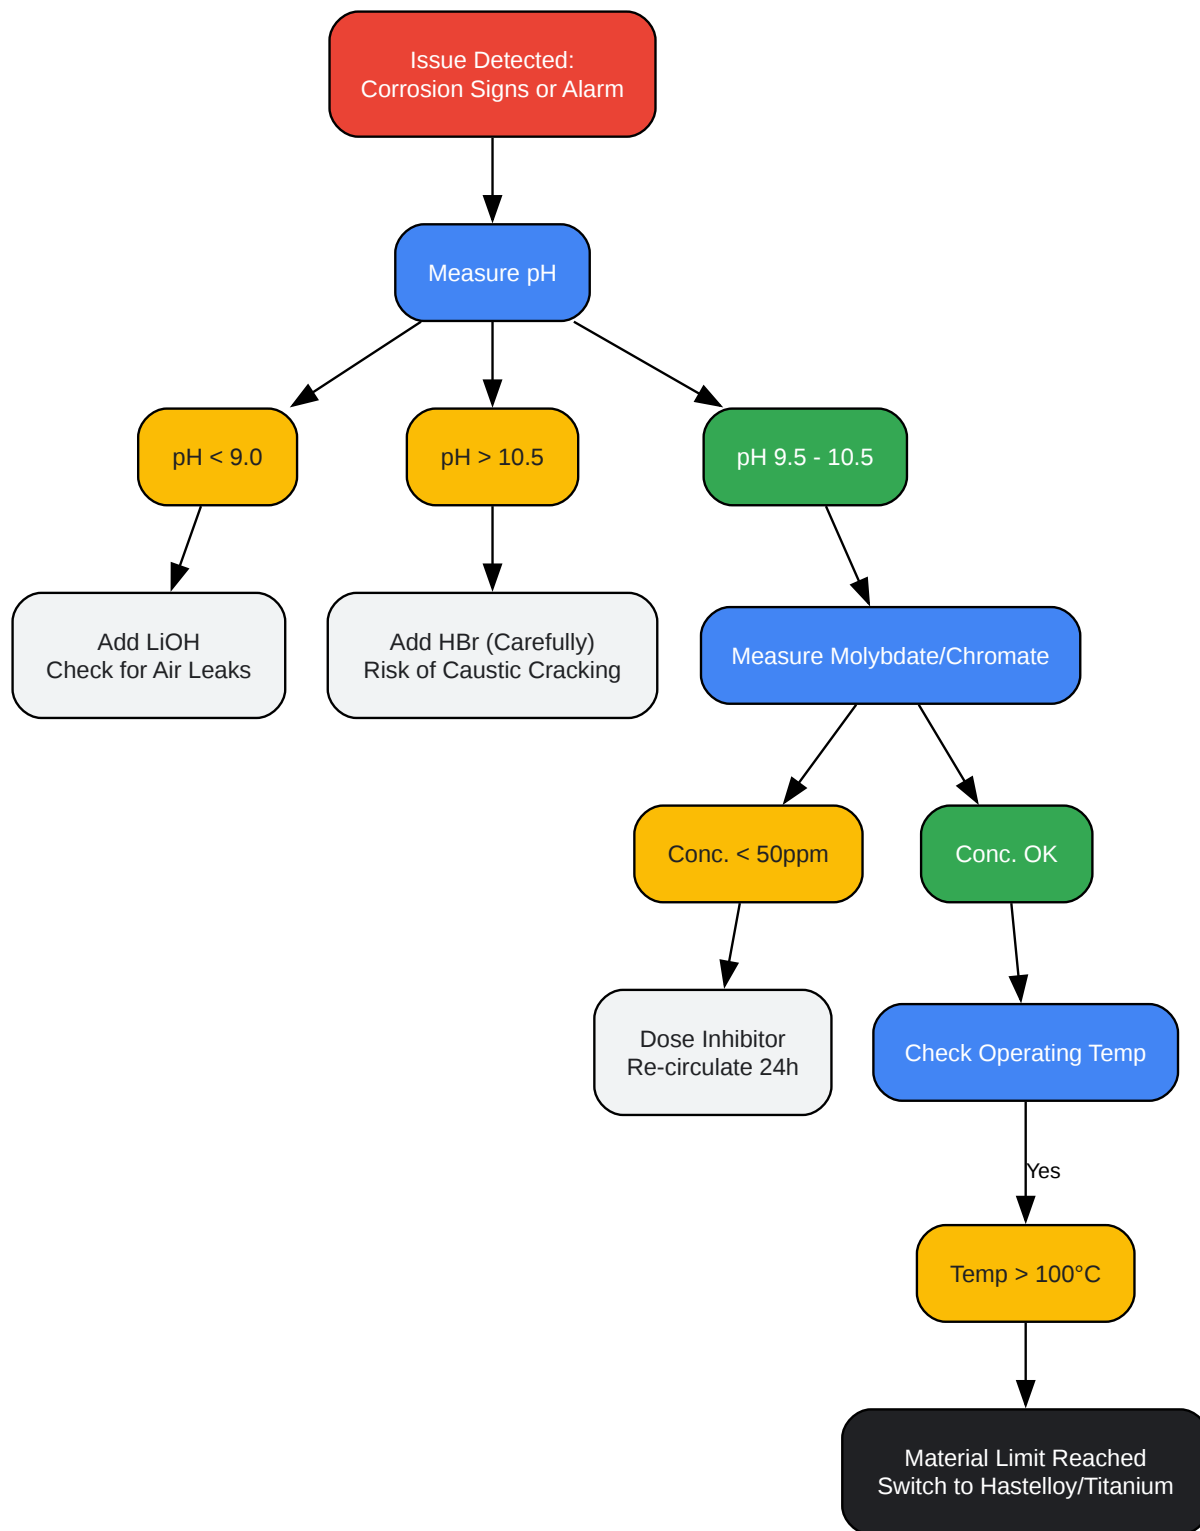 Issue Detected:
Corrosion Signs or Alarm
Measure pH
pH < 9.0
pH > 10.5
pH 9.5 - 10.5
Add LiOH
Check for Air Leaks
Add HBr (Carefully)
Risk of Caustic Cracking
Measure Molybdate/Chromate
Conc. < 50ppm
Conc. OK
Dose Inhibitor
Re-circulate 24h
Check Operating Temp
Yes
Temp > 100°C
Material Limit Reached
Switch to Hastelloy/Titanium